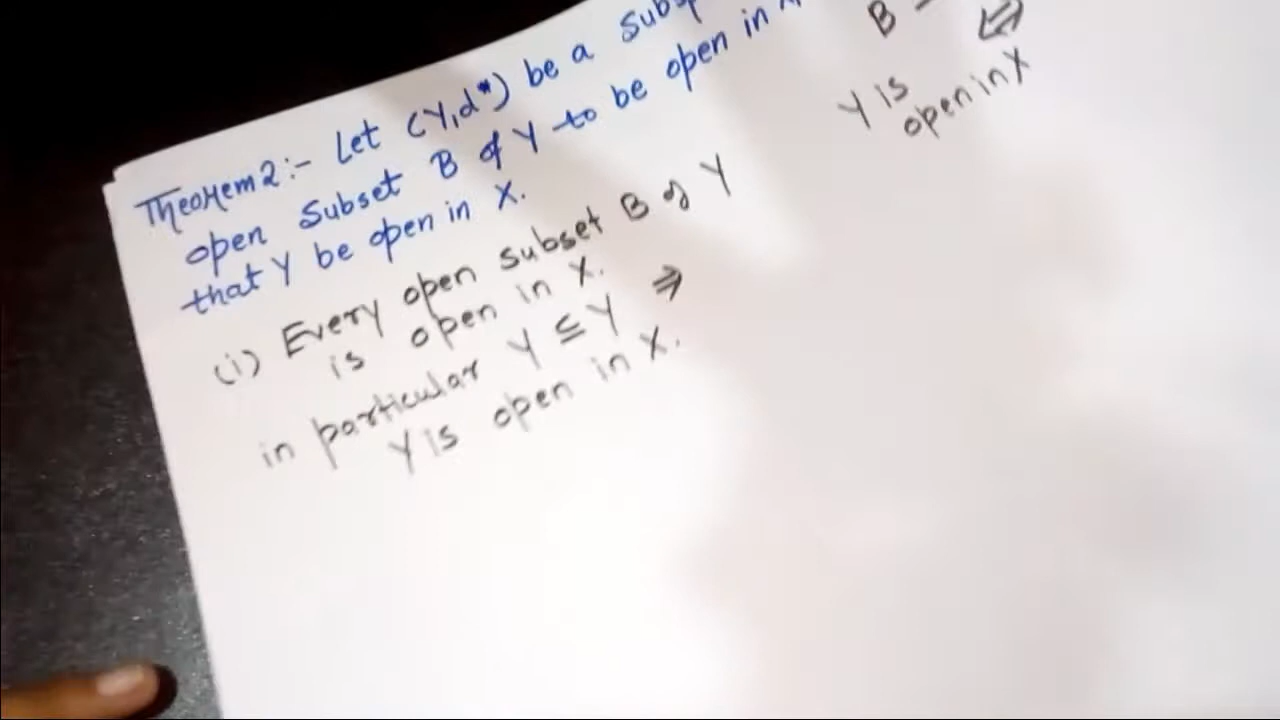 Theorem 2:- Let (Y,d*) be a
open Subset B of Y to be open in
that Y be open in X.
B
⇔
Y is
open in X
(i) Every open subset B of Y
is open in X.
in particular Y ⊆ Y ⇒
Y is open in X.